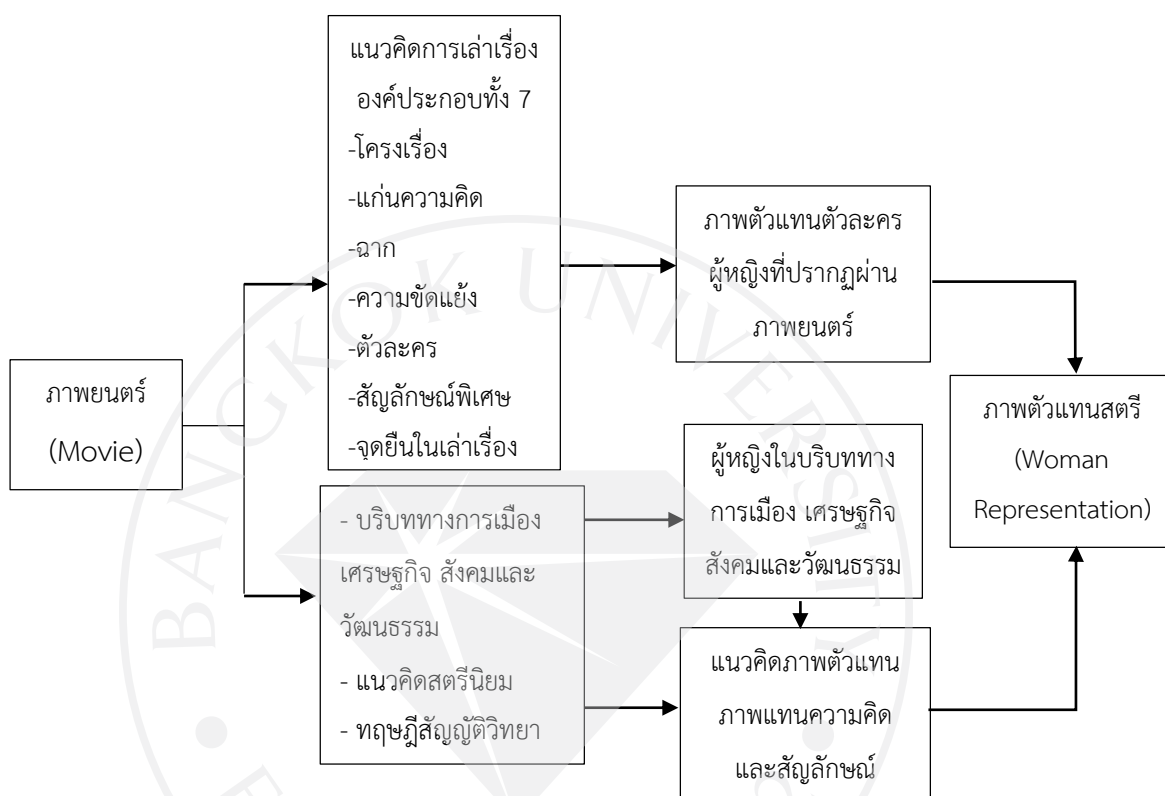 แนวคิดการเล่าเรื่อง
องค์ประกอบทั้ง 7
-โครงเรื่อง
-แก่นความคิด
-ฉาก
-ความขัดแย้ง
-ตัวละคร
-สัญลักษณ์พิเศษ
-จุดยืนในเล่าเรื่อง
ภาพยนตร์
(Movie)
- บริบททางการเมือง
เศรษฐกิจ สังคมและ
วัฒนธรรม
- แนวคิดสตรีนิยม
- ทฤษฎีสัญญัติวิทยา
ภาพตัวแทนตัวละคร
ผู้หญิงที่ปรากฏผ่าน
ภาพยนตร์
ผู้หญิงในบริบททาง
การเมือง เศรษฐกิจ
สังคมและวัฒนธรรม
แนวคิดภาพตัวแทน
ภาพแทนความคิด
และสัญลักษณ์
ภาพตัวแทนสตรี
(Woman
Representation)
BANGKOK UNIVERSITY